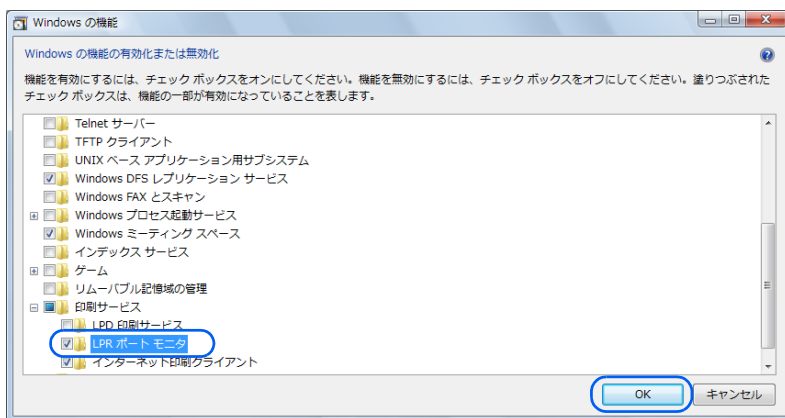 Windows の機能
Windows の機能の有効化または無効化
機能を有効にするには、チェック ボックスをオンにしてください。機能を無効にするには、チェック ボックスをオフにしてください。塗りつぶされた
チェック ボックスは、機能の一部が有効になっていることを表します。
Telnet サーバー
TFTP クライアント
UNIX ベース アプリケーション用サブシステム
Windows DFS レプリケーション サービス
Windows FAX とスキャン
Windows プロセス起動サービス
Windows ミーティング スペース
インデックス サービス
ゲーム
リムーバブル記憶域の管理
印刷サービス
LPD 印刷サービス
LPR ポート モニタ
インターネット印刷クライアント
OK
キャンセル